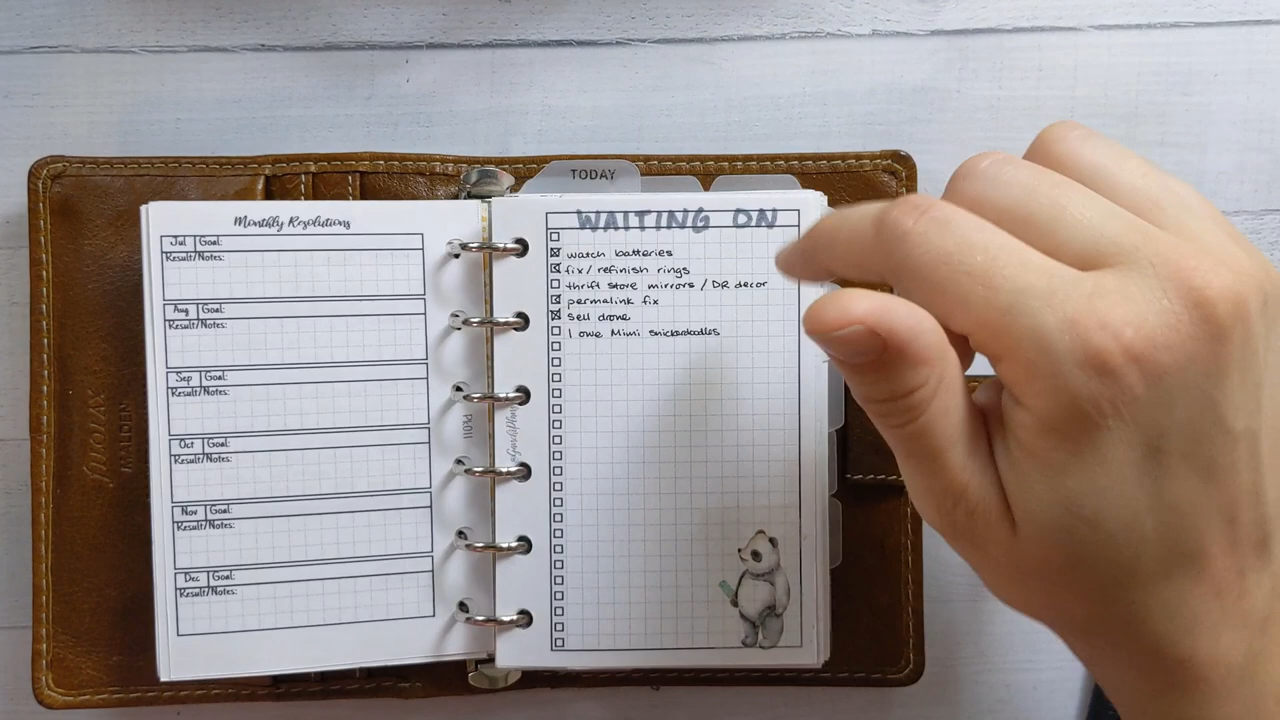 TODAY
Monthly Resolutions
Jul Goal:
Result/Notes:
Aug Goal:
Result/Notes:
Sep Goal:
Result/Notes:
Oct Goal:
Result/Notes:
Nov Goal:
Result/Notes:
Dec Goal:
Result/Notes:
PR011
WAITING ON
watch batteries
fix/refinish rings
thrift store mirrors / DR decor
permalink fix
sell drone
I owe Mimi snickerdoodles
filofax
MALDEN